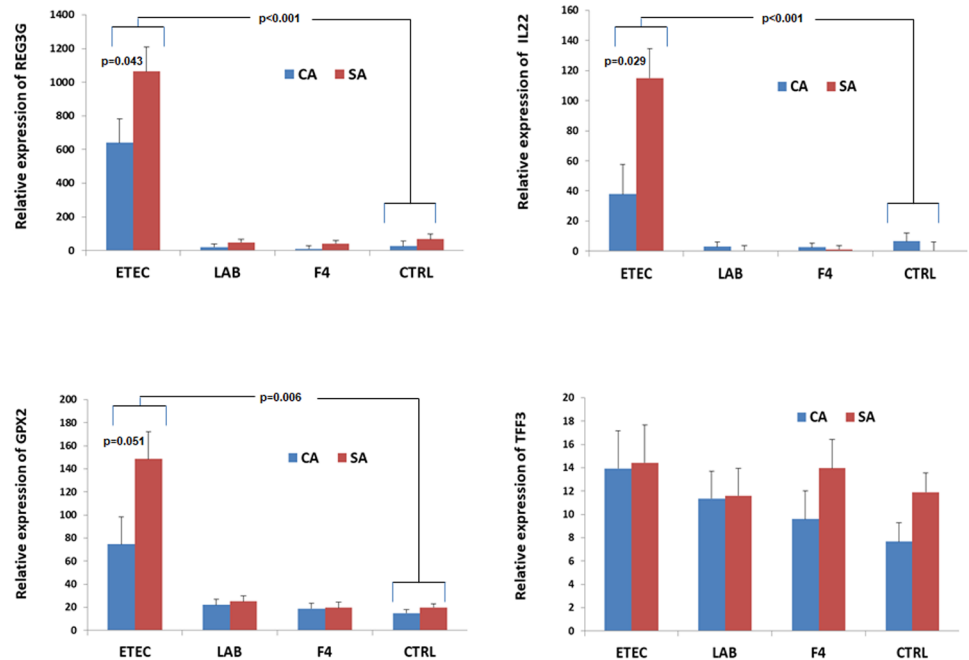 Relative expression of REG3G
1400
1200
1000
800
600
400
200
0
p<0.001
p=0.043
CA SA
ETEC LAB F4 CTRL
Relative expression of IL22
160
140
120
100
80
60
40
20
0
p<0.001
p=0.029
CA SA
ETEC LAB F4 CTRL
Relative expression of GPX2
200
180
160
140
120
100
80
60
40
20
0
p=0.006
p=0.051
CA SA
ETEC LAB F4 CTRL
Relative expression of TFF3
20
18
16
14
12
10
8
6
4
2
0
CA SA
ETEC LAB F4 CTRL